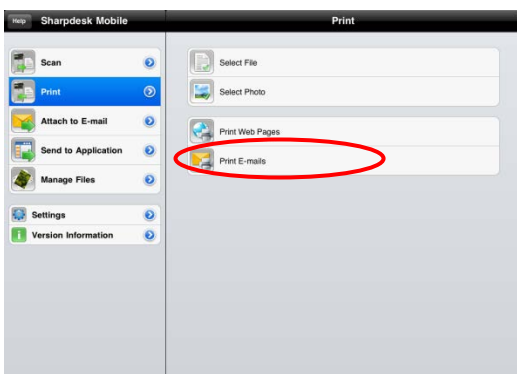 Help Sharpdesk Mobile
Print
Scan
Print
Attach to E-mail
Send to Application
Manage Files
Settings
Version Information
Select File
Select Photo
Print Web Pages
Print E-mails